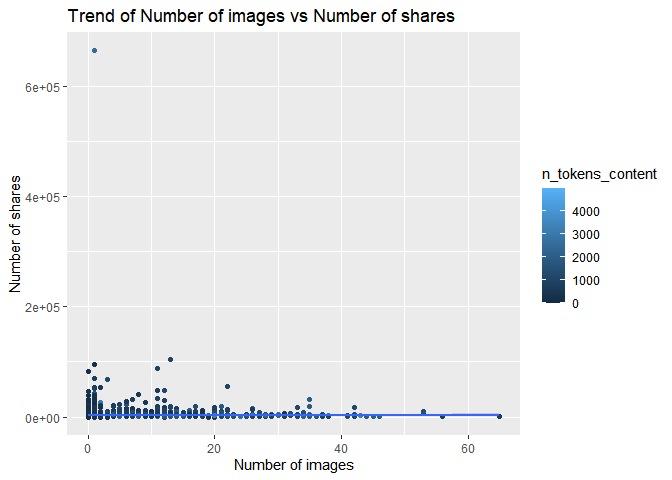 Trend of Number of images vs Number of shares
6e+05
4e+05
2e+05
0e+00
Number of shares
0
20
40
60
Number of images
n_tokens_content
4000
3000
2000
1000
0